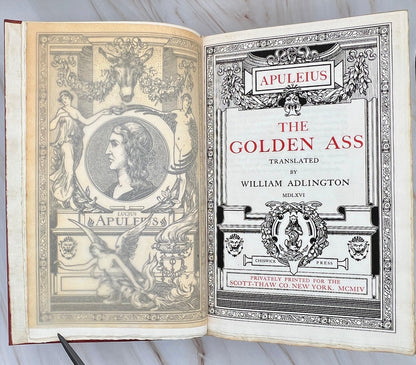 LUCIUS
APULEIUS
APULEIUS
THE
GOLDEN ASS
TRANSLATED
BY
WILLIAM ADLINGTON
MDLXVI
CHISWICK PRESS
PRIVATELY PRINTED FOR THE
SCOTT-THAW CO. NEW YORK. MCMIV